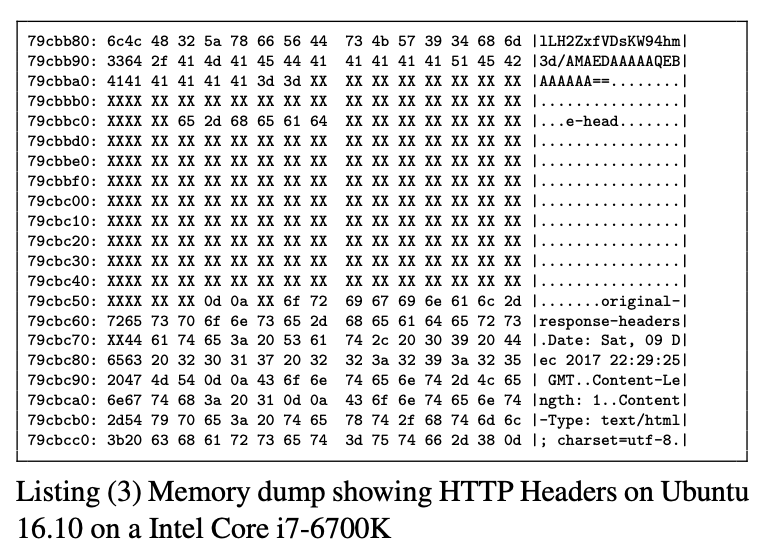 79cbb80: 6c4c 48 32 5a 78 66 56 44 73 4b 57 39 34 68 6d |lLH2ZxfVDsKW94hm|
79cbb90: 3364 2f 41 4d 41 45 44 41 41 41 41 41 51 45 42 |3d/AMAEDAAAAAQEB|
79cbba0: 4141 41 41 41 41 3d 3d XX XX XX XX XX XX XX XX |AAAAAA==........|
79cbbb0: XXXX XX XX XX XX XX XX XX XX XX XX XX XX XX XX |................|
79cbbc0: XXXX XX 65 2d 68 65 61 64 XX XX XX XX XX XX XX |...e-head.......|
79cbbd0: XXXX XX XX XX XX XX XX XX XX XX XX XX XX XX XX |................|
79cbbe0: XXXX XX XX XX XX XX XX XX XX XX XX XX XX XX XX |................|
79cbbf0: XXXX XX XX XX XX XX XX XX XX XX XX XX XX XX XX |................|
79cbc00: XXXX XX XX XX XX XX XX XX XX XX XX XX XX XX XX |................|
79cbc10: XXXX XX XX XX XX XX XX XX XX XX XX XX XX XX XX |................|
79cbc20: XXXX XX XX XX XX XX XX XX XX XX XX XX XX XX XX |................|
79cbc30: XXXX XX XX XX XX XX XX XX XX XX XX XX XX XX XX |................|
79cbc40: XXXX XX XX XX XX XX XX XX XX XX XX XX XX XX XX |................|
79cbc50: XXXX XX XX 0d 0a XX 6f 72 69 67 69 6e 61 6c 2d |.......original-|
79cbc60: 7265 73 70 6f 6e 73 65 2d 68 65 61 64 65 72 73 |response-headers|
79cbc70: XX44 61 74 65 3a 20 53 61 74 2c 20 30 39 20 44 |.Date: Sat, 09 D|
79cbc80: 6563 20 32 30 31 37 20 32 32 3a 32 39 3a 32 35 |ec 2017 22:29:25|
79cbc90: 2047 4d 54 0d 0a 43 6f 6e 74 65 6e 74 2d 4c 65 | GMT..Content-Le|
79cbca0: 6e67 74 68 3a 20 31 0d 0a 43 6f 6e 74 65 6e 74 |ngth: 1..Content|
79cbcb0: 2d54 79 70 65 3a 20 74 65 78 74 2f 68 74 6d 6c |-Type: text/html|
79cbcc0: 3b20 63 68 61 72 73 65 74 3d 75 74 66 2d 38 0d |; charset=utf-8.|
Listing (3) Memory dump showing HTTP Headers on Ubuntu
16.10 on a Intel Core i7-6700K